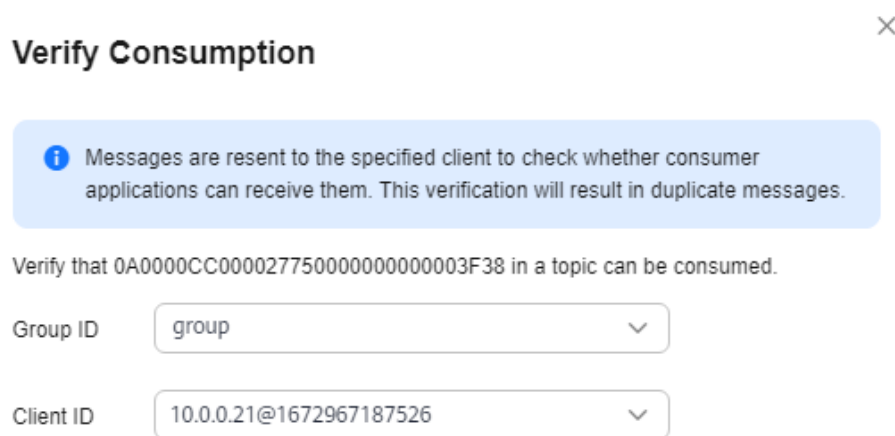 Verify Consumption
Messages are resent to the specified client to check whether consumer
applications can receive them. This verification will result in duplicate messages.
Verify that 0A0000CC000027750000000000003F38 in a topic can be consumed.
Group ID
group
Client ID
10.0.0.21@1672967187526